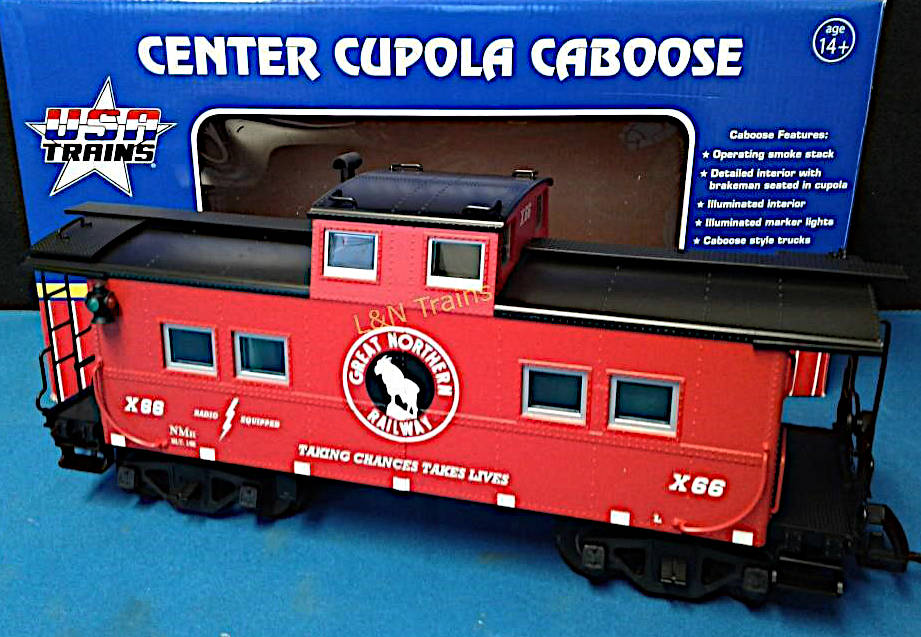 CENTER CUPOLA CABOOSE
age
14+
USA
TRAINS
Caboose Features:
★ Operating smoke stack
★ Detailed interior with
brakeman seated in cupola
★ Illuminated interior
★ Illuminated marker lights
★ Caboose style trucks
X66
L&N Trains
GREAT NORTHERN
RAILWAY
X66
RADIO EQUIPPED
TAKING CHANCES TAKES LIVES
X66
L